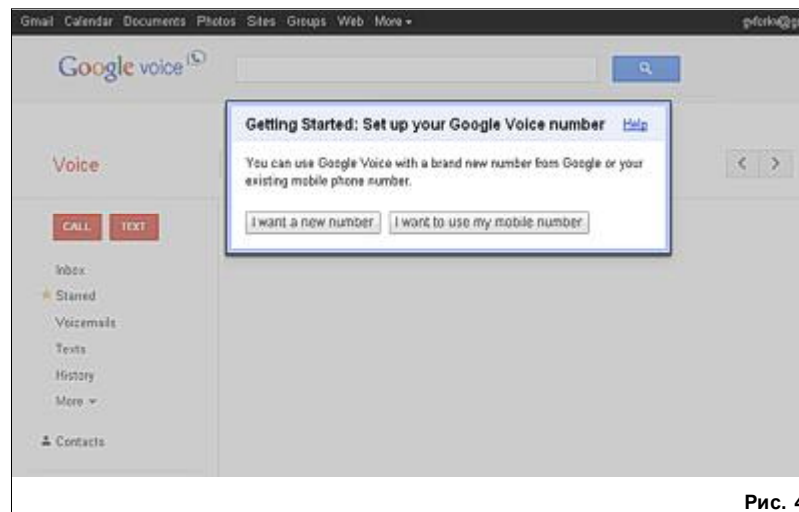 Gmail Calendar Documents Photos Sites Groups Web More
Google voice
Getting Started: Set up your Google Voice number Help
You can use Google Voice with a brand new number from Google or your
existing mobile phone number.
I want a new number I want to use my mobile number
Voice
CALL TEXT
Inbox
Starred
Voicemails
Texts
History
More
Contacts
Рис. 4